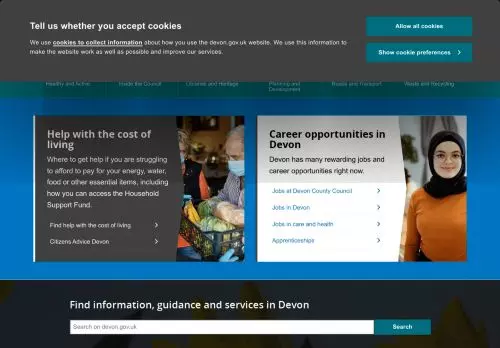 Tell us whether you accept cookies
We use cookies to collect information about how you use the devon.gov.uk website. We use this information to
make the website work as well as possible and improve our services.
Allow all cookies
Show cookie preferences
Healthy and Active
Inside the Council
Libraries and Heritage
Planning and
Development
Roads and Transport
Waste and Recycling
Help with the cost of
living
Where to get help if you are struggling
to afford to pay for your energy, water,
food or other essential items, including
how you can access the Household
Support Fund.
Find help with the cost of living
Citizens Advice Devon
Career opportunities in
Devon
Devon has many rewarding jobs and
career opportunities right now.
Jobs at Devon County Council
Jobs in Devon
Jobs in care and health
Apprenticeships
Find information, guidance and services in Devon
Search on devon.gov.uk
Search